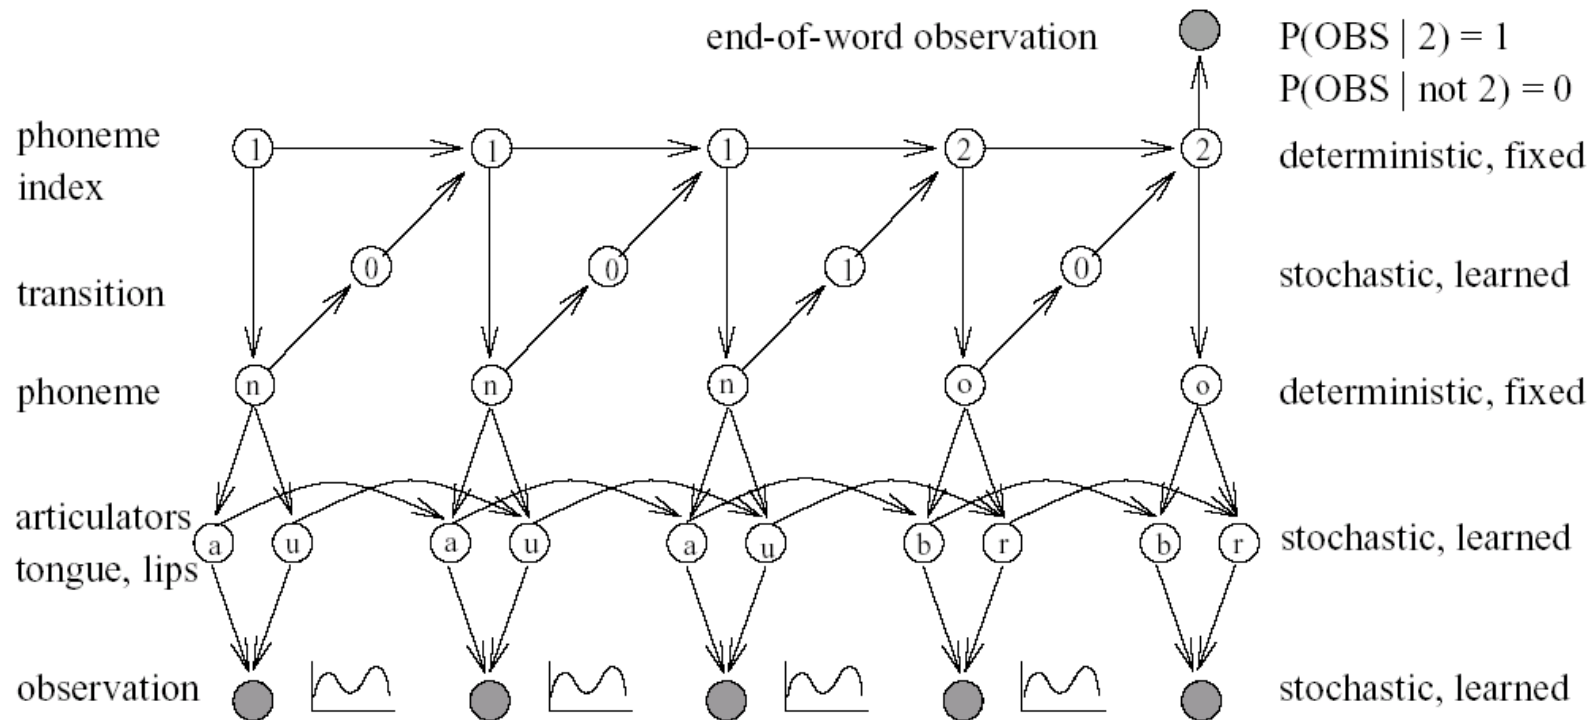 end-of-word observation P(OBS | 2) = 1
P(OBS | not 2) = 0
phoneme
index
1 1 1 2 2
deterministic, fixed
0 0 1 0
transition
stochastic, learned
phoneme
n n n o o
deterministic, fixed
articulators
tongue, lips
a u a u a u b r b r
stochastic, learned
observation
stochastic, learned